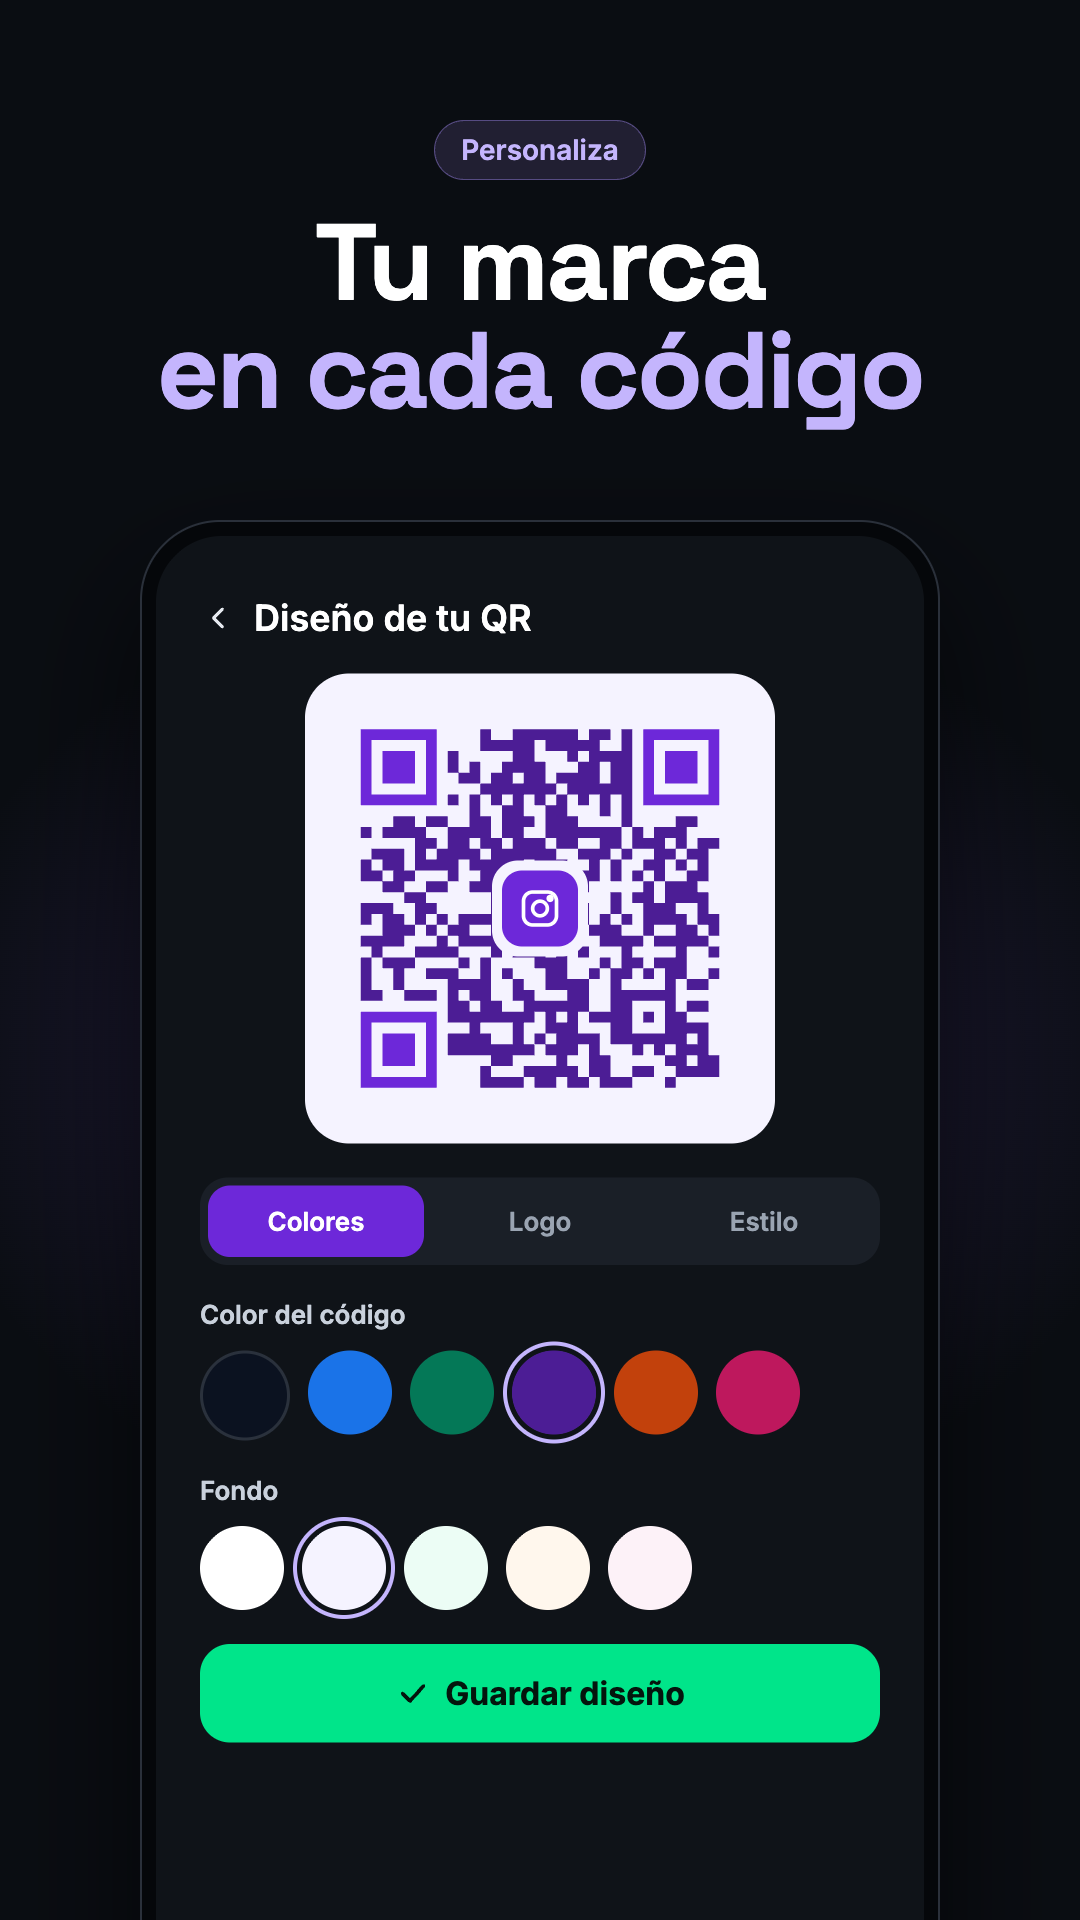 Personaliza
Tu marca
en cada código
Diseño de tu QR
Colores
Logo
Estilo
Color del código
Fondo
Guardar diseño